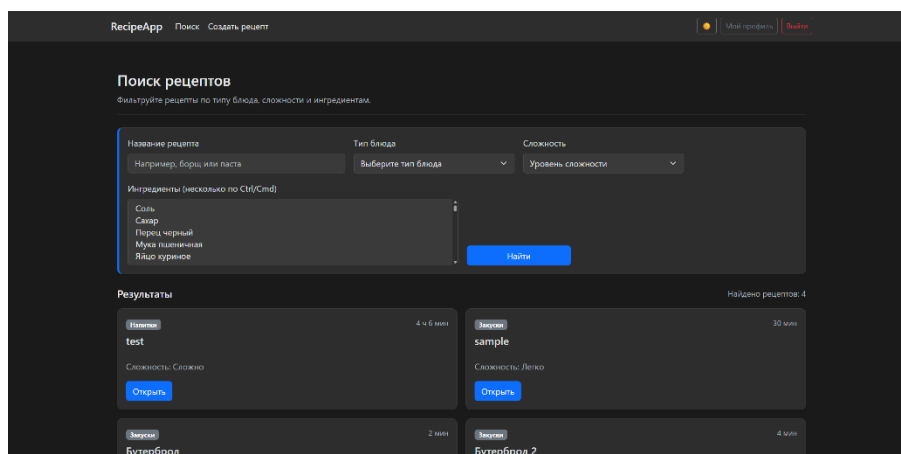 RecipeApp Поиск Создать рецепт Мой профиль Выйти
Поиск рецептов
Фильтруйте рецепты по типу блюда, сложности и ингредиентам.
Название рецепта Тип блюда Сложность
Например, борщ или паста Выберите тип блюда Уровень сложности
Ингредиенты (несколько по Ctrl/Cmd)
Соль
Сахар
Перец черный
Мука пшеничная
Яйцо куриное
Найти
Результаты Найдено рецептов: 4
Напитки 4 ч 6 мин
test
Сложность: Сложно
Открыть
Закуски 30 мин
sample
Сложность: Легко
Открыть
Закуски 2 мин
Бутерброд
Закуски 4 мин
Бутерброд 2